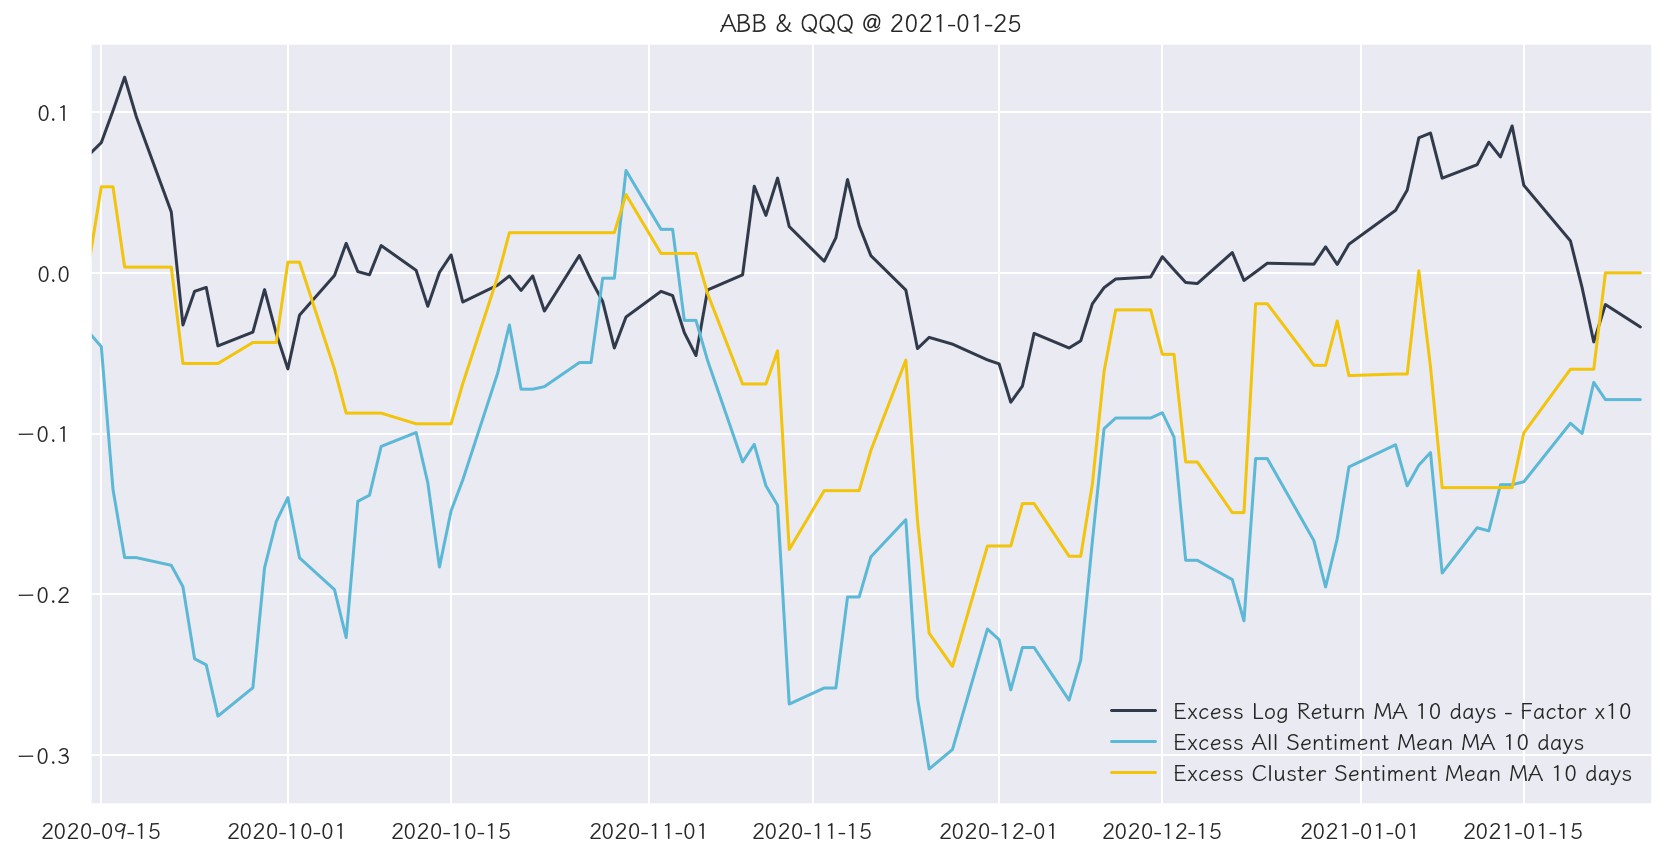 ABB & QQQ @ 2021-01-25
0.1
0.0
−0.1
−0.2
−0.3
Excess Log Return MA 10 days - Factor x10
Excess All Sentiment Mean MA 10 days
Excess Cluster Sentiment Mean MA 10 days
2020-09-15 2020-10-01 2020-10-15 2020-11-01 2020-11-15 2020-12-01 2020-12-15 2021-01-01 2021-01-15